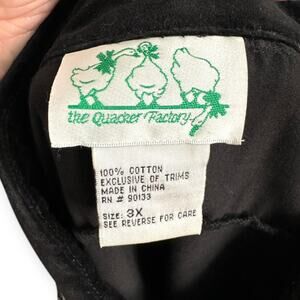 the Quacker Factory
100% COTTON
EXCLUSIVE OF TRIMS
MADE IN CHINA
RN # 90133
SIZE: 3X
SEE REVERSE FOR CARE